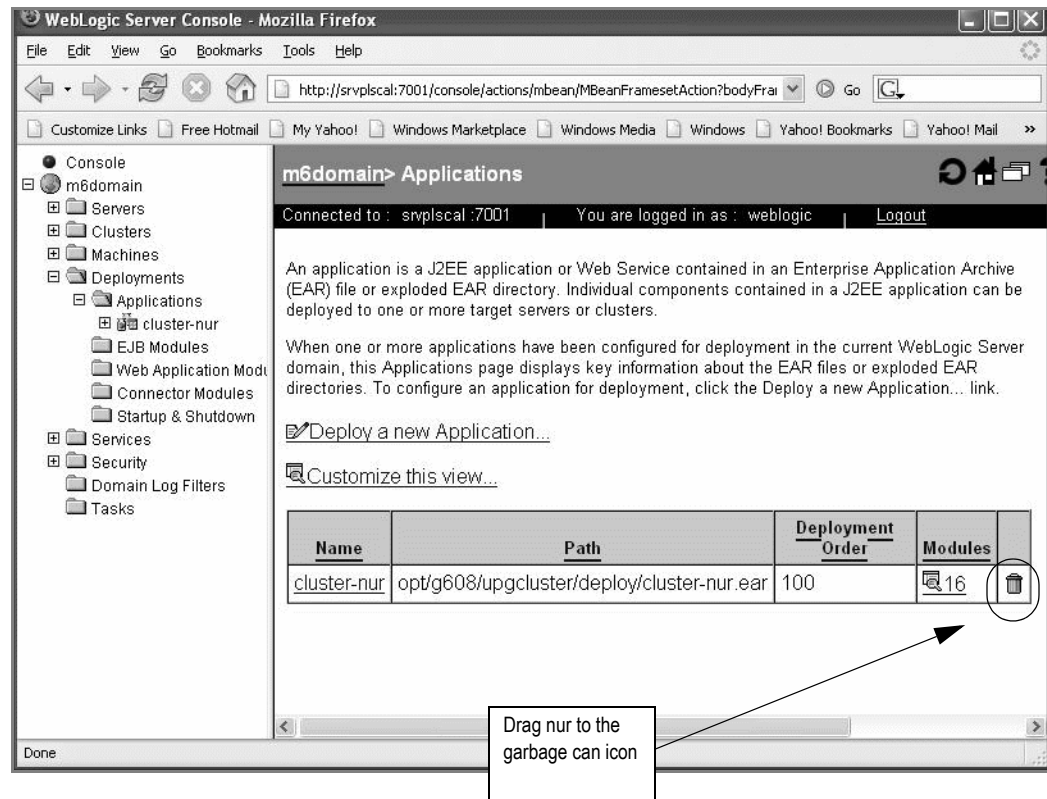 WebLogic Server Console - Mozilla Firefox
File Edit View Go Bookmarks Tools Help
http://srvplscal:7001/console/actions/mbean/MBeanFramesetAction?bodyFra Go G
Customize Links Free Hotmail My Yahoo! Windows Marketplace Windows Media Windows Yahoo! Bookmarks Yahoo! Mail »
Console
m6domain
Servers
Clusters
Machines
Deployments
Applications
cluster-nur
EJB Modules
Web Application Modu
Connector Modules
Startup & Shutdown
Services
Security
Domain Log Filters
Tasks
m6domain> Applications
Connected to : srvplscal :7001 You are logged in as : weblogic Logout
An application is a J2EE application or Web Service contained in an Enterprise Application Archive
(EAR) file or exploded EAR directory. Individual components contained in a J2EE application can be
deployed to one or more target servers or clusters.
When one or more applications have been configured for deployment in the current WebLogic Server
domain, this Applications page displays key information about the EAR files or exploded EAR
directories. To configure an application for deployment, click the Deploy a new Application... link.
Deploy a new Application...
Customize this view...
Name Path Deployment Order Modules
cluster-nur opt/g608/upgcluster/deploy/cluster-nur.ear 100 16
Drag nur to the
garbage can icon
Done